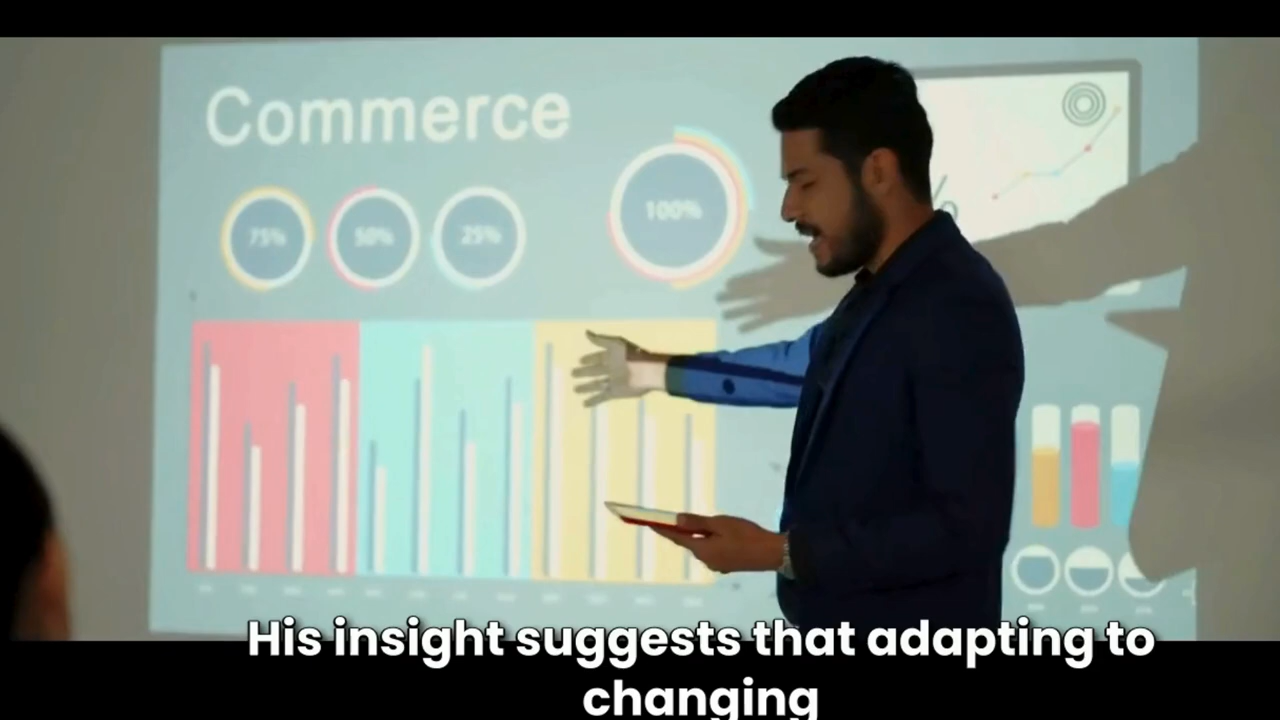 Commerce
75% 50% 25% 100%
%
His insight suggests that adapting to
changing